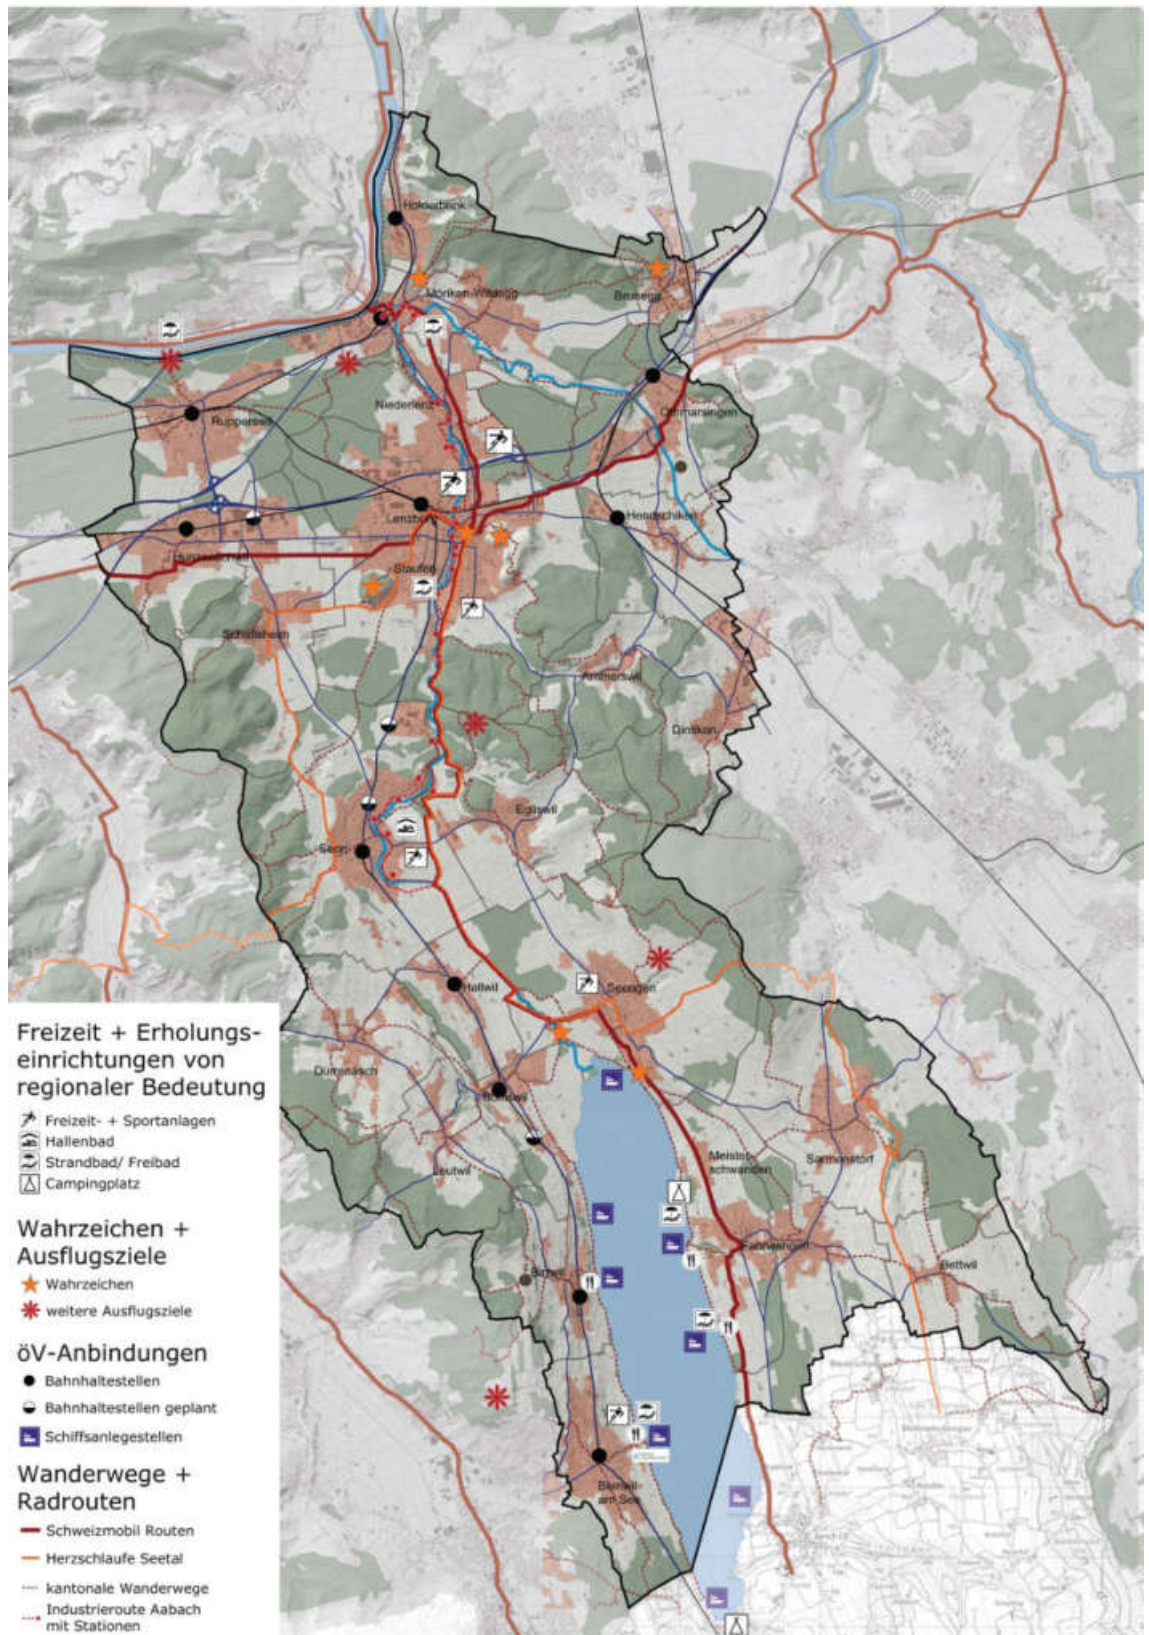 Holderbank
Möriken-Wildegg
Brunegg
Niederlenz
Othmarsingen
Rupperswil
Lenzburg
Hendschiken
Hunzenschwil
Staufen
Schafisheim
Ammerswil
Dintikon
Egliswil
Seon
Hallwil
Seengen
Dürrenäsch
Boniswil
Leutwil
Meister-
schwanden
Sarmenstorf
Fahrwangen
Bettwil
Birrwil
Beinwil
am See
Freizeit + Erholungs-
einrichtungen von
regionaler Bedeutung
Freizeit- + Sportanlagen
Hallenbad
Strandbad/ Freibad
Campingplatz
Wahrzeichen +
Ausflugsziele
Wahrzeichen
weitere Ausflugsziele
öV-Anbindungen
Bahnhaltestellen
Bahnhaltestellen geplant
Schiffsanlegestellen
Wanderwege +
Radrouten
Schweizmobil Routen
Herzschlaufe Seetal
kantonale Wanderwege
Industrieroute Aabach
mit Stationen